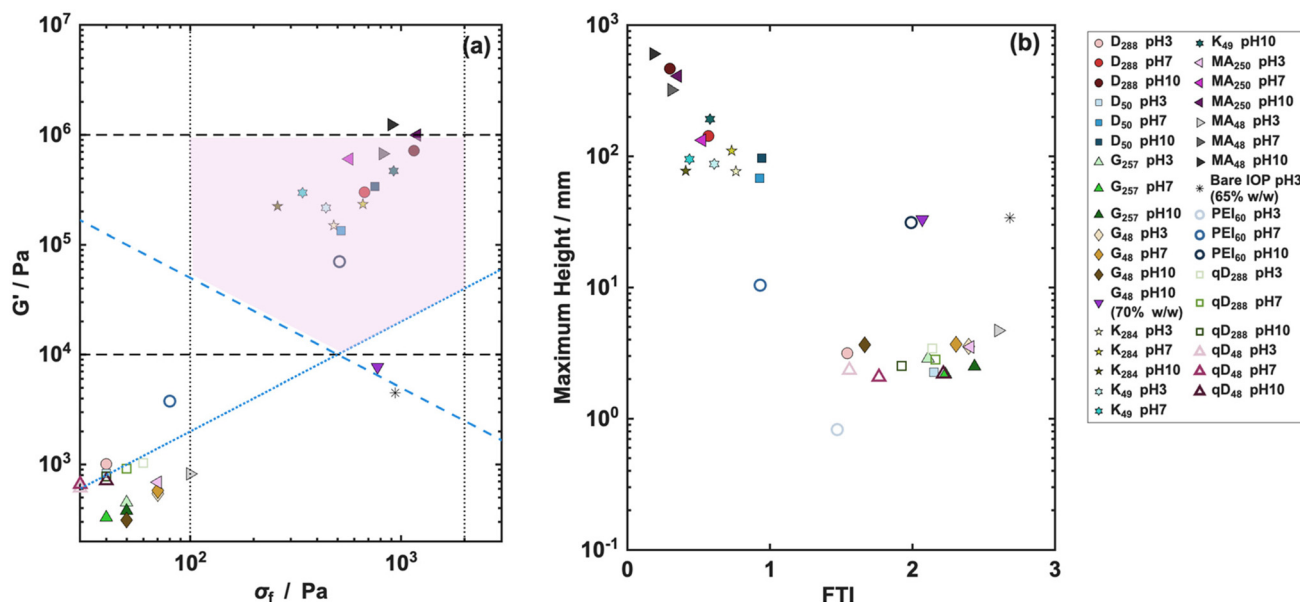 (a)
10⁷
10⁶
10⁵
10⁴
10³
G' / Pa
10²
10³
σf / Pa
(b)
10³
10²
10¹
10⁰
10⁻¹
Maximum Height / mm
0
1
2
3
FTI
D₂₈₈ pH3
D₂₈₈ pH7
D₂₈₈ pH10
D₅₀ pH3
D₅₀ pH7
D₅₀ pH10
G₂₅₇ pH3
G₂₅₇ pH7
G₂₅₇ pH10
G₄₈ pH3
G₄₈ pH7
G₄₈ pH10
G₄₈ pH10
(70% w/w)
K₂₈₄ pH3
K₂₈₄ pH7
K₂₈₄ pH10
K₄₉ pH3
K₄₉ pH7
K₄₉ pH10
MA₂₅₀ pH3
MA₂₅₀ pH7
MA₂₅₀ pH10
MA₄₈ pH3
MA₄₈ pH7
MA₄₈ pH10
Bare IOP pH3
(65% w/w)
PEI₆₀ pH3
PEI₆₀ pH7
PEI₆₀ pH10
qD₂₈₈ pH3
qD₂₈₈ pH7
qD₂₈₈ pH10
qD₄₈ pH3
qD₄₈ pH7
qD₄₈ pH10